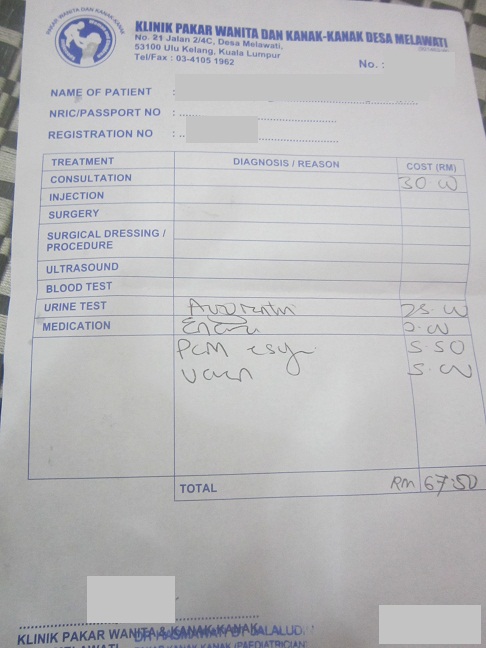 KLINIK PAKAR WANITA DAN KANAK-KANAK DESA MELAWATI
No. 21 Jalan 2/4C, Desa Melawati,
53100 Ulu Kelang, Kuala Lumpur
Tel/Fax : 03-4105 1962
No. :
NAME OF PATIENT :
NRIC/PASSPORT NO :
REGISTRATION NO :
TREATMENT DIAGNOSIS / REASON COST (RM)
CONSULTATION 30 00
INJECTION
SURGERY
SURGICAL DRESSING /
PROCEDURE
ULTRASOUND
BLOOD TEST
URINE TEST 25.00
MEDICATION 2.00
PCM 5.50
5.00
TOTAL RM 67.50
KLINIK PAKAR WANITA & KANAK-KANAK